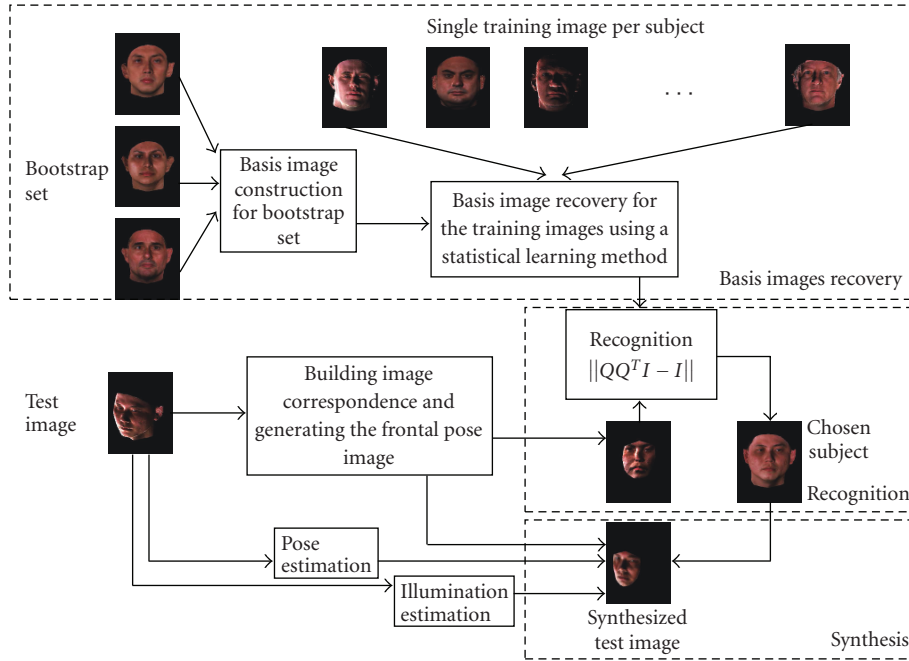 Single training image per subject
. . .
Bootstrap
set
Basis image
construction
for bootstrap
set
Basis image recovery for
the training images using a
statistical learning method
Basis images recovery
Recognition
||QQ^T I − I||
Test
image
Building image
correspondence and
generating the frontal pose
image
Chosen
subject
Recognition
Pose
estimation
Illumination
estimation
Synthesized
test image
Synthesis